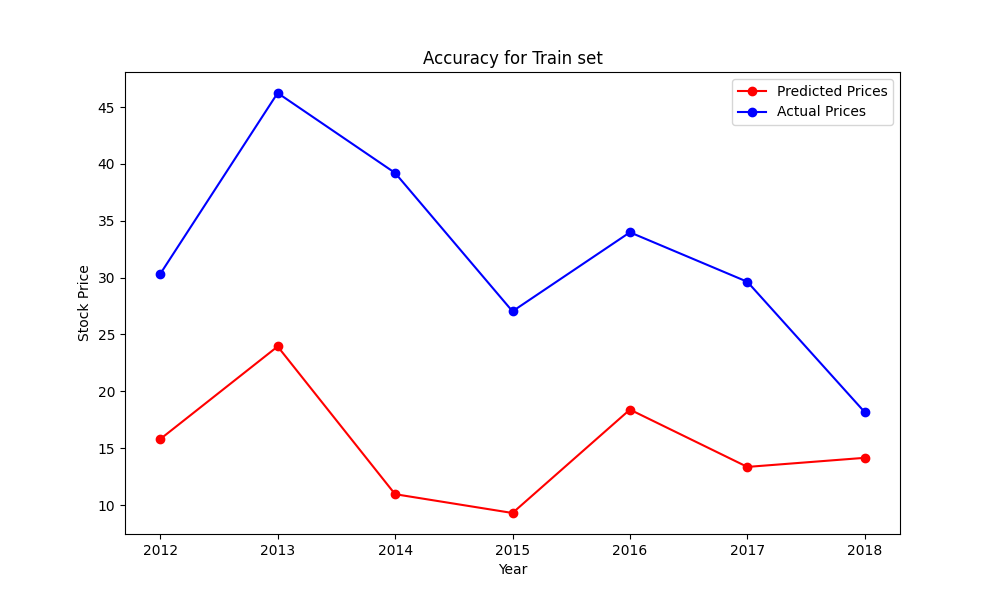 Accuracy for Train set
Predicted Prices
Actual Prices
45
40
35
30
25
20
15
10
Stock Price
2012 2013 2014 2015 2016 2017 2018
Year